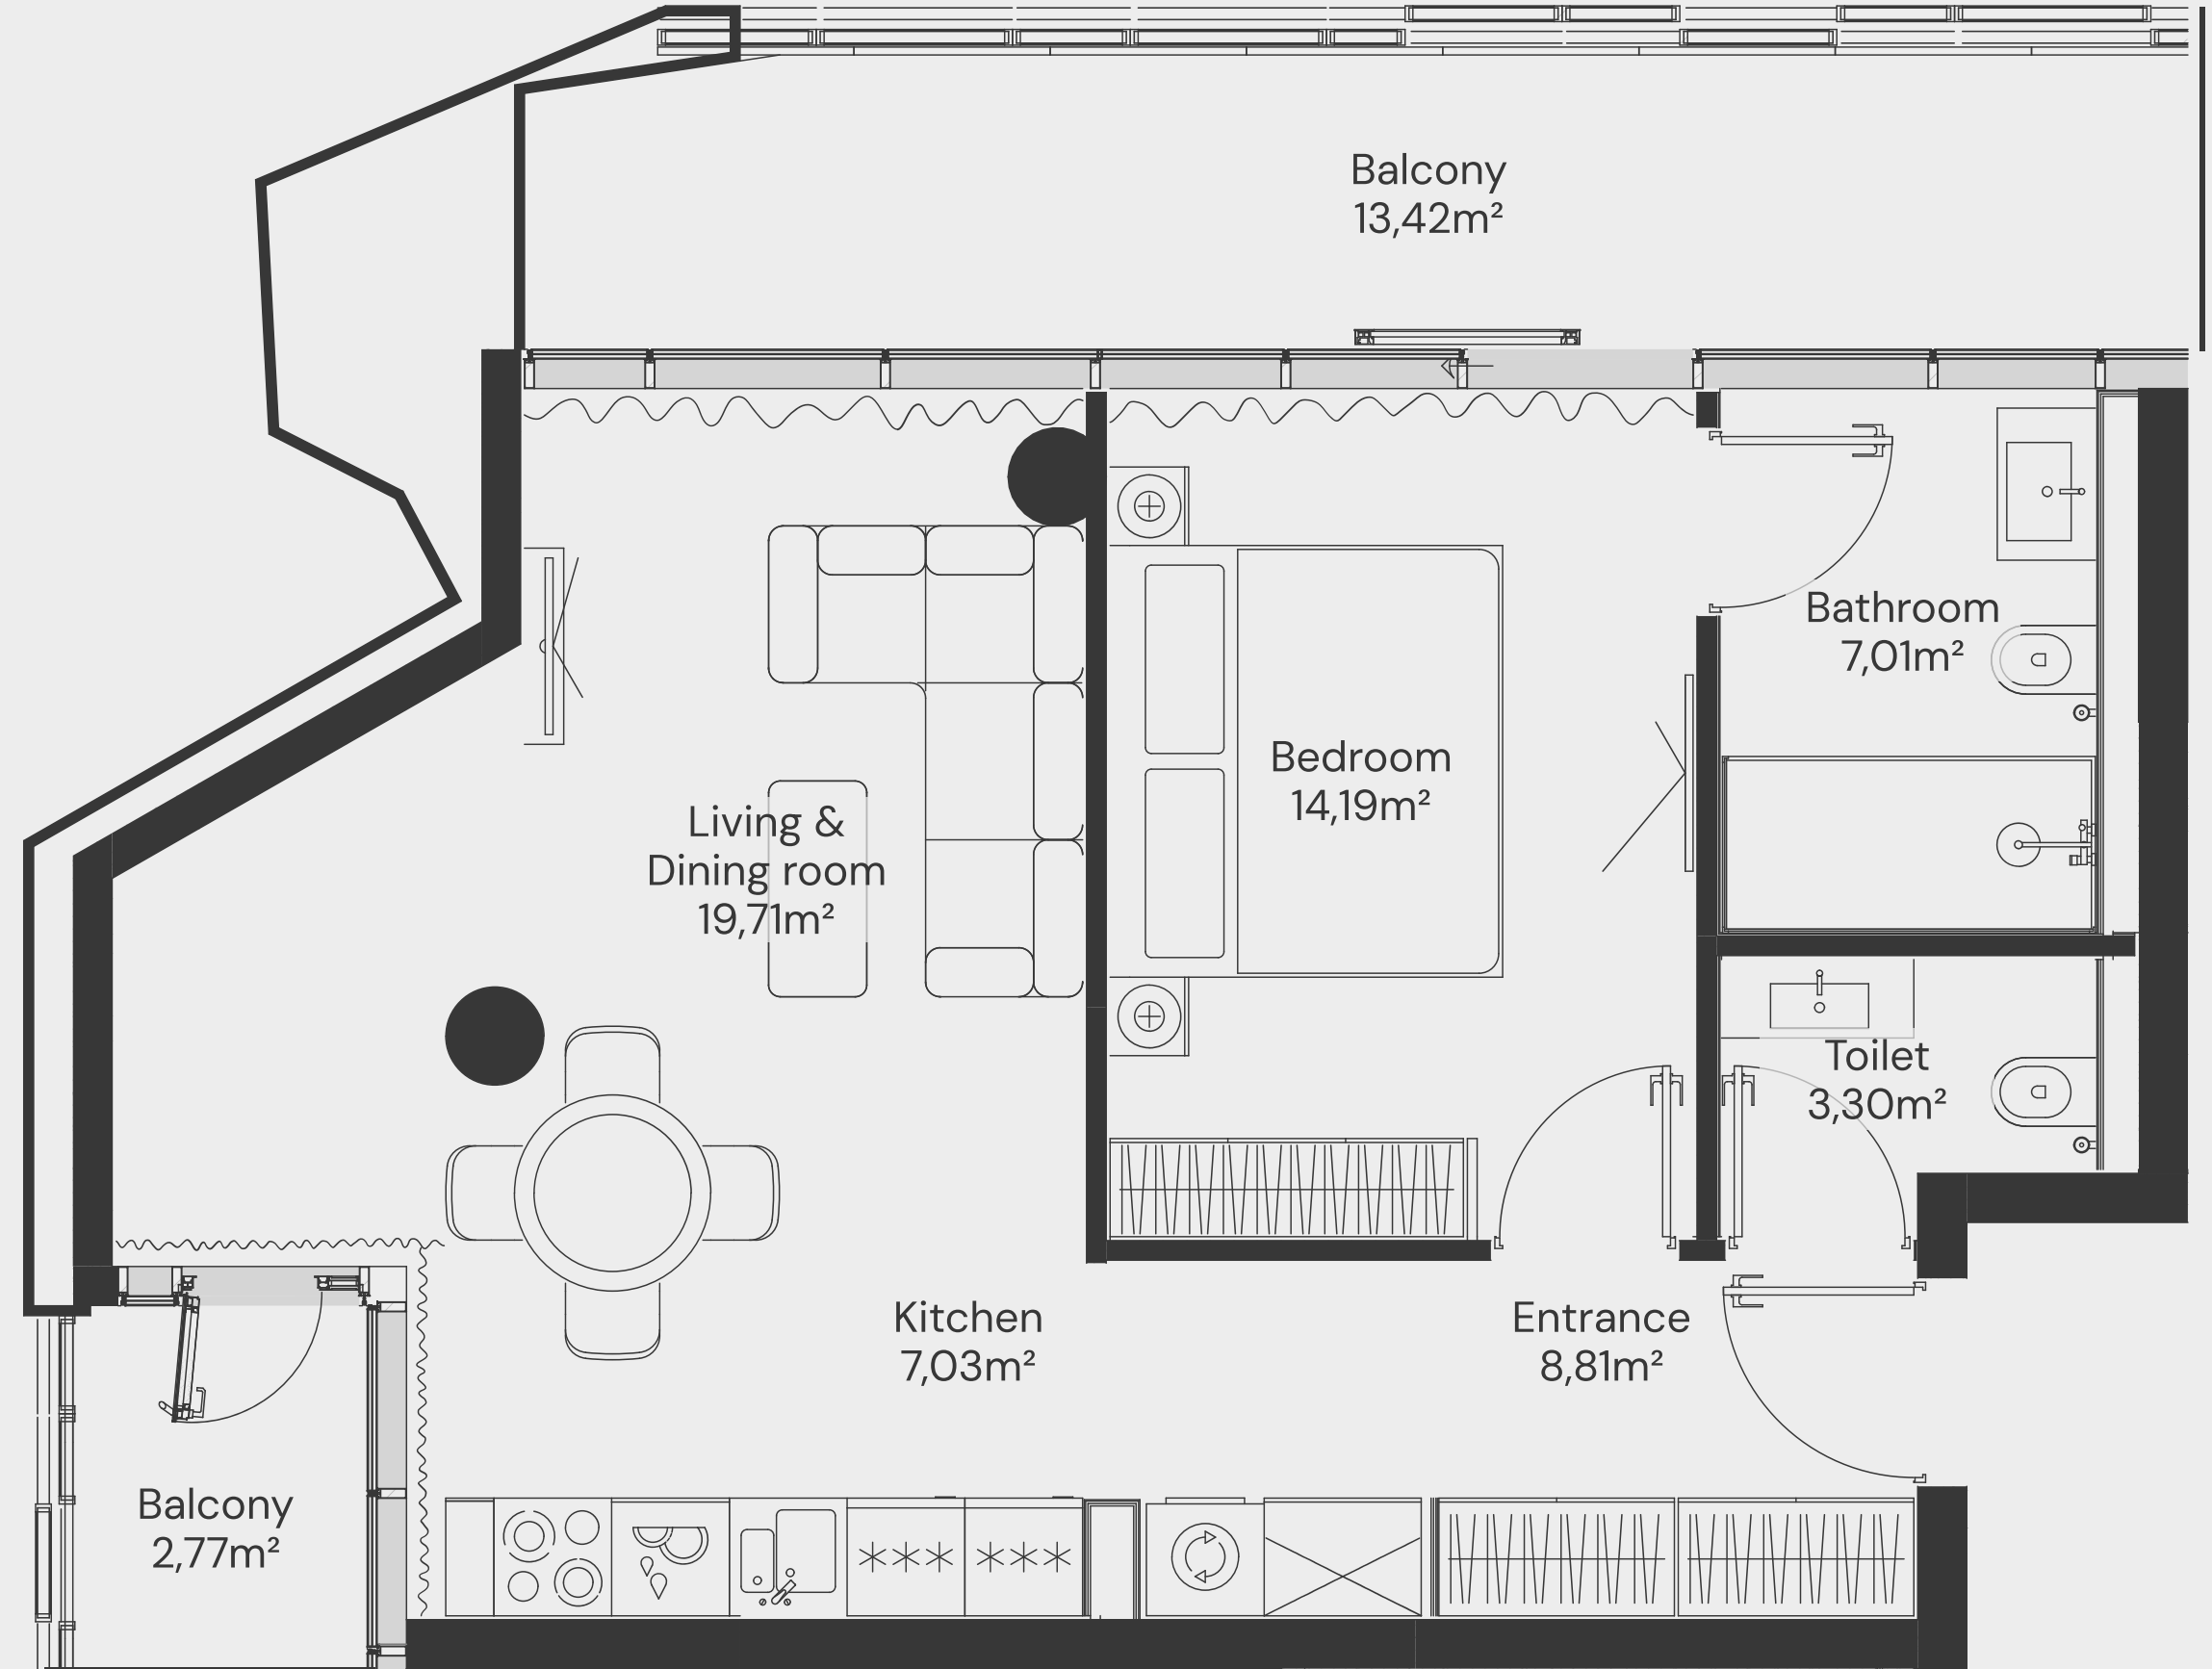 Balcony
13,42m²
Bathroom
7,01m²
Bedroom
14,19m²
Living &
Dining room
19,71m²
Toilet
3,30m²
Kitchen
7,03m²
Entrance
8,81m²
Balcony
2,77m²